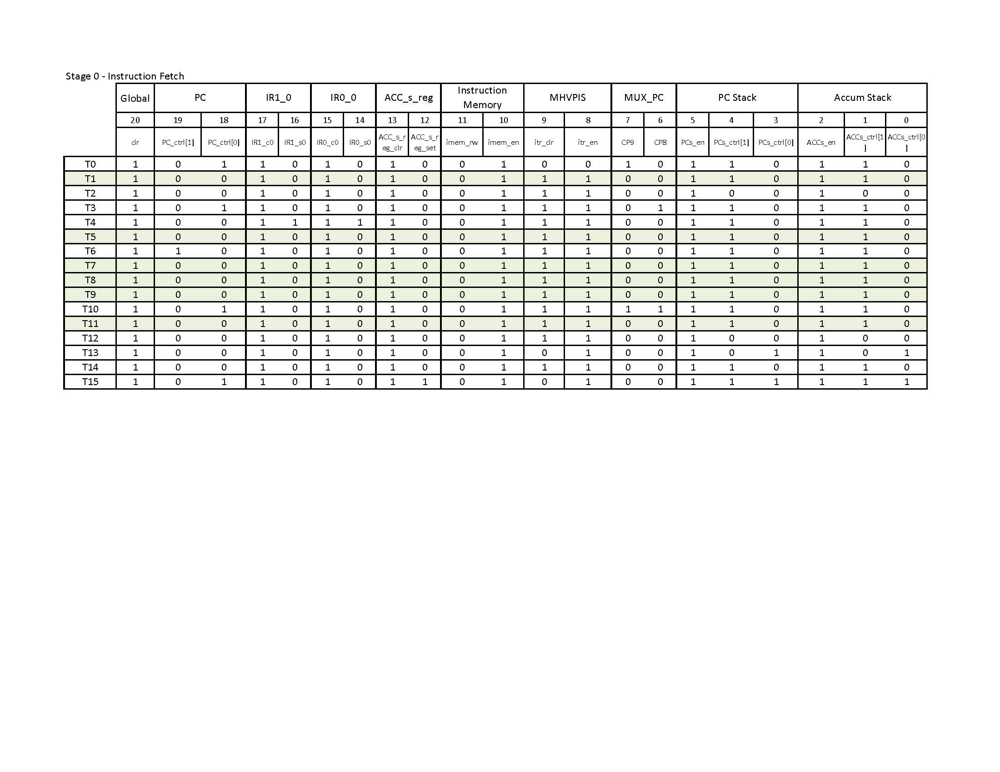 Stage 0 - Instruction Fetch
Global PC IR1_0 IR0_0 ACC_s_reg Instruction Memory MHVPIS MUX_PC PC Stack Accum Stack
20 19 18 17 16 15 14 13 12 11 10 9 8 7 6 5 4 3 2 1 0
clr PC_ctrl[1] PC_ctrl[0] IR1_c0 IR1_s0 IR0_c0 IR0_s0 ACC_s_reg_clr ACC_s_reg_set imem_rw imem_en itr_clr itr_en CP9 CP8 PCs_en PCs_ctrl[1] PCs_ctrl[0] ACCs_en ACCs_ctrl[1] ACCs_ctrl[0]
T0 1 0 1 1 0 1 0 1 0 0 1 0 0 1 0 1 1 0 1 1 0
T1 1 0 0 1 0 1 0 1 0 0 1 1 1 0 0 1 1 0 1 1 0
T2 1 0 0 1 0 1 0 1 0 0 1 1 1 0 0 1 0 0 1 0 0
T3 1 0 1 1 0 1 0 1 0 0 1 1 1 0 1 1 1 0 1 1 0
T4 1 0 0 1 1 1 1 1 0 0 1 1 1 0 0 1 1 0 1 1 0
T5 1 0 0 1 0 1 0 1 0 0 1 1 1 0 0 1 1 0 1 1 0
T6 1 1 0 1 0 1 0 1 0 0 1 1 1 0 0 1 1 0 1 1 0
T7 1 0 0 1 0 1 0 1 0 0 1 1 1 0 0 1 1 0 1 1 0
T8 1 0 0 1 0 1 0 1 0 0 1 1 1 0 0 1 1 0 1 1 0
T9 1 0 0 1 0 1 0 1 0 0 1 1 1 0 0 1 1 0 1 1 0
T10 1 0 1 1 0 1 0 1 0 0 1 1 1 1 1 1 1 0 1 1 0
T11 1 0 0 1 0 1 0 1 0 0 1 1 1 0 0 1 1 0 1 1 0
T12 1 0 0 1 0 1 0 1 0 0 1 1 1 0 0 1 0 0 1 0 0
T13 1 0 0 1 0 1 0 1 0 0 1 0 1 0 0 1 0 1 1 0 1
T14 1 0 0 1 0 1 0 1 0 0 1 1 1 0 0 1 1 0 1 1 0
T15 1 0 1 1 0 1 0 1 1 0 1 0 1 0 0 1 1 1 1 1 1